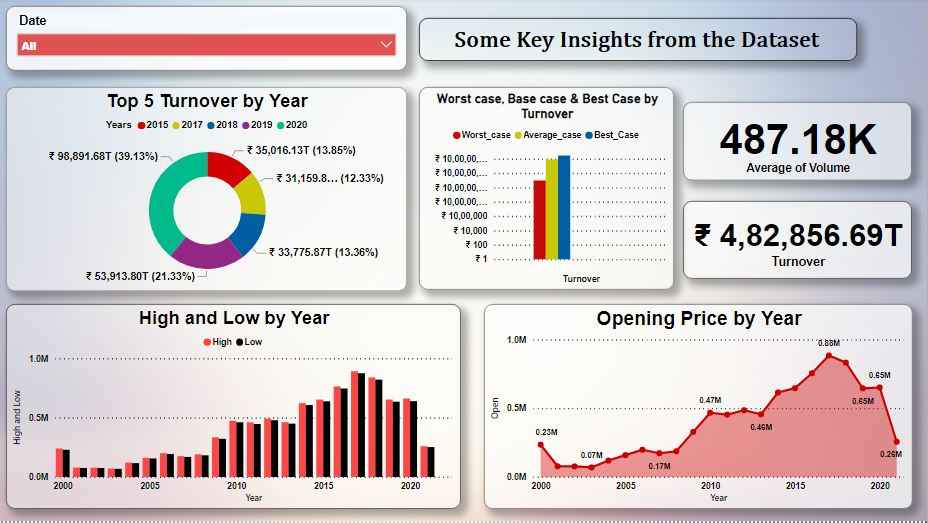 Date
All
Some Key Insights from the Dataset
Top 5 Turnover by Year
Years 2015 2017 2018 2019 2020
₹ 98,891.68T (39.13%)
₹ 35,016.13T (13.85%)
₹ 31,159.8... (12.33%)
₹ 33,775.87T (13.36%)
₹ 53,913.80T (21.33%)
Worst case, Base case & Best Case by
Turnover
Worst_case Average_case Best_Case
₹ 10,00,00,...
₹ 10,00,00,...
₹ 10,00,00,...
₹ 10,00,00,...
₹ 10,00,000
₹ 10,000
₹ 100
₹ 1
Turnover
487.18K
Average of Volume
₹ 4,82,856.69T
Turnover
High and Low by Year
High Low
High and Low
1.0M
0.5M
0.0M
2000 2005 2010 2015 2020
Year
Opening Price by Year
Open
1.0M
0.5M
0.0M
0.23M
0.07M
0.17M
0.47M
0.46M
0.88M
0.65M
0.65M
0.26M
2000 2005 2010 2015 2020
Year